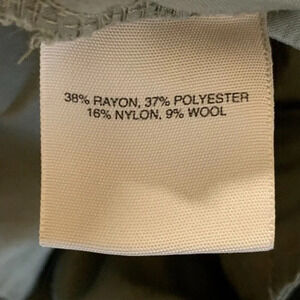 38% RAYON, 37% POLYESTER
16% NYLON, 9% WOOL